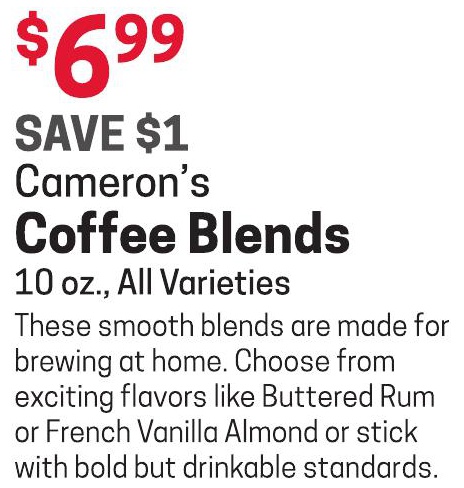 $6.99
SAVE $1
Cameron's
Coffee Blends
10 oz., All Varieties
These smooth blends are made for
brewing at home. Choose from
exciting flavors like Buttered Rum
or French Vanilla Almond or stick
with bold but drinkable standards.